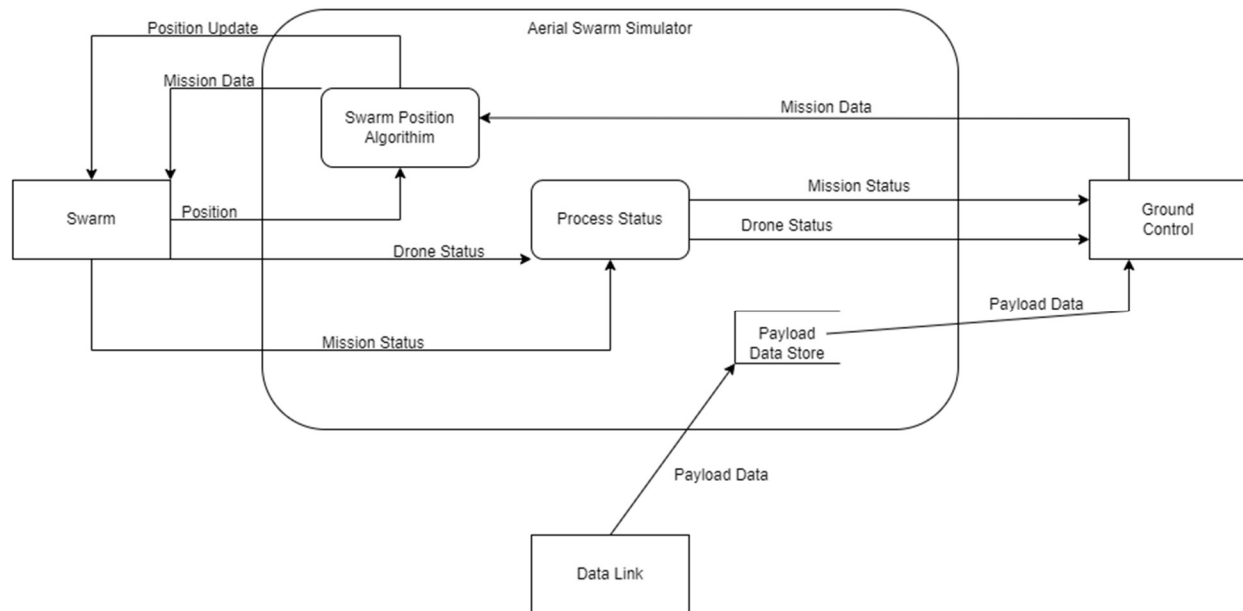 Position Update
Aerial Swarm Simulator
Mission Data
Mission Data
Swarm Position
Algorithim
Mission Status
Swarm
Position
Process Status
Ground
Control
Drone Status
Drone Status
Payload Data
Mission Status
Payload
Data Store
Payload Data
Data Link